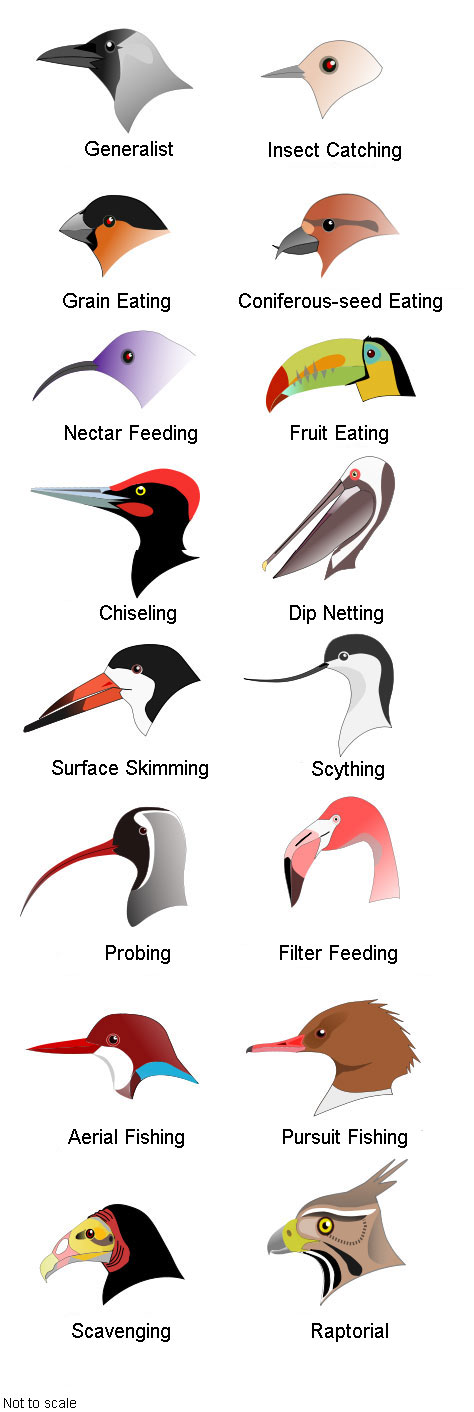 Generalist Insect Catching
Grain Eating Coniferous-seed Eating
Nectar Feeding Fruit Eating
Chiseling Dip Netting
Surface Skimming Scything
Probing Filter Feeding
Aerial Fishing Pursuit Fishing
Scavenging Raptorial
Not to scale